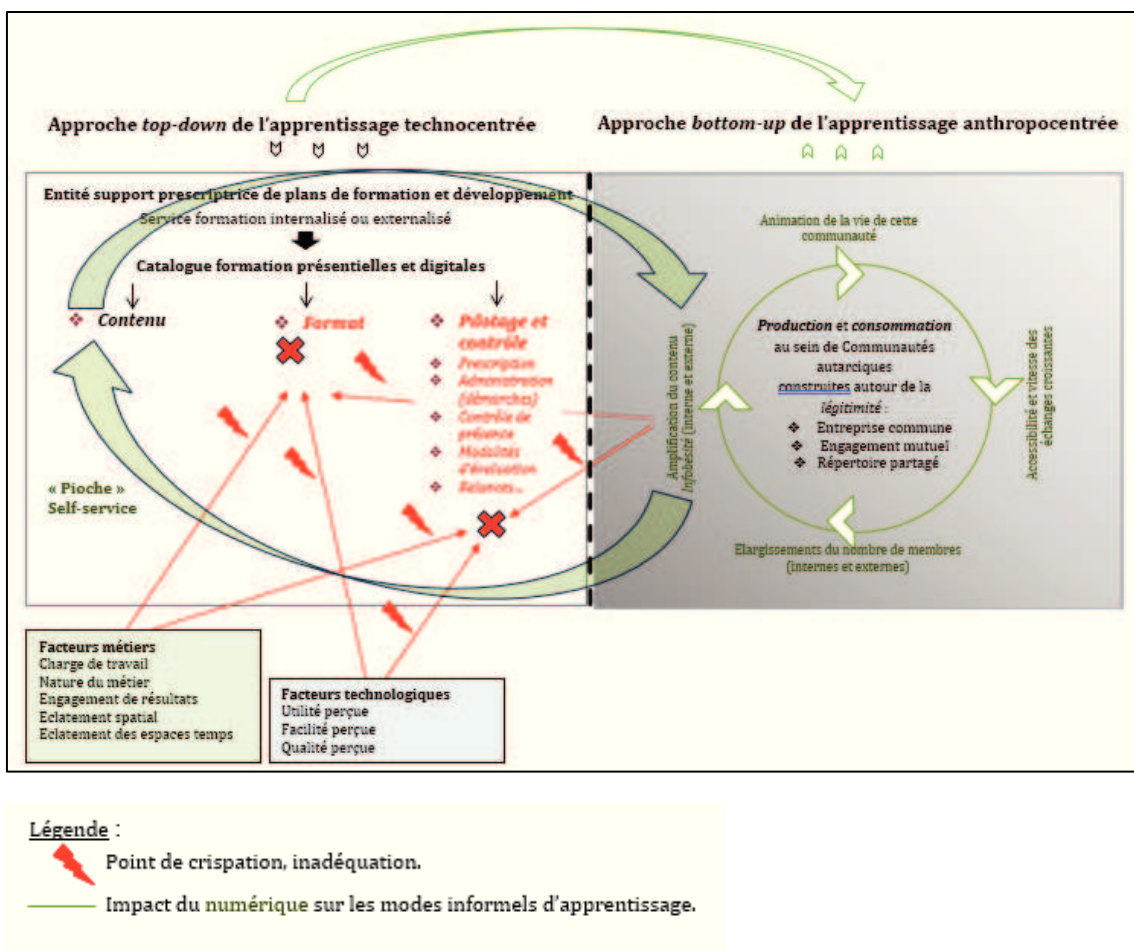 Approche top-down de l'apprentissage technocentrée
Approche bottom-up de l'apprentissage anthropocentrée
Entité support prescriptrice de plans de formation et développement
Service formation internalisé ou externalisé
Catalogue formation présentielles et digitales
❖ Contenu
❖ Format
❖ Pilotage et
contrôle
❖ Prescription
❖ Administration
(démarches)
❖ Contrôle de
présence
❖ Modalités
d'évaluation
❖ Relances...
« Pioche »
Self-service
Animation de la vie de cette
communauté
Amplification du contenu
Infobésité (interne et externe)
Production et consommation
au sein de Communautés
autarciques
construites autour de la
légitimité :
❖ Entreprise commune
❖ Engagement mutuel
❖ Répertoire partagé
Accessibilité et vitesse des
échanges croissantes
Elargissements du nombre de membres
(internes et externes)
Facteurs métiers
Charge de travail
Nature du métier
Engagement de résultats
Eclatement spatial
Eclatement des espaces temps
Facteurs technologiques
Utilité perçue
Facilité perçue
Qualité perçue
Légende :
Point de crispation, inadéquation.
Impact du numérique sur les modes informels d'apprentissage.